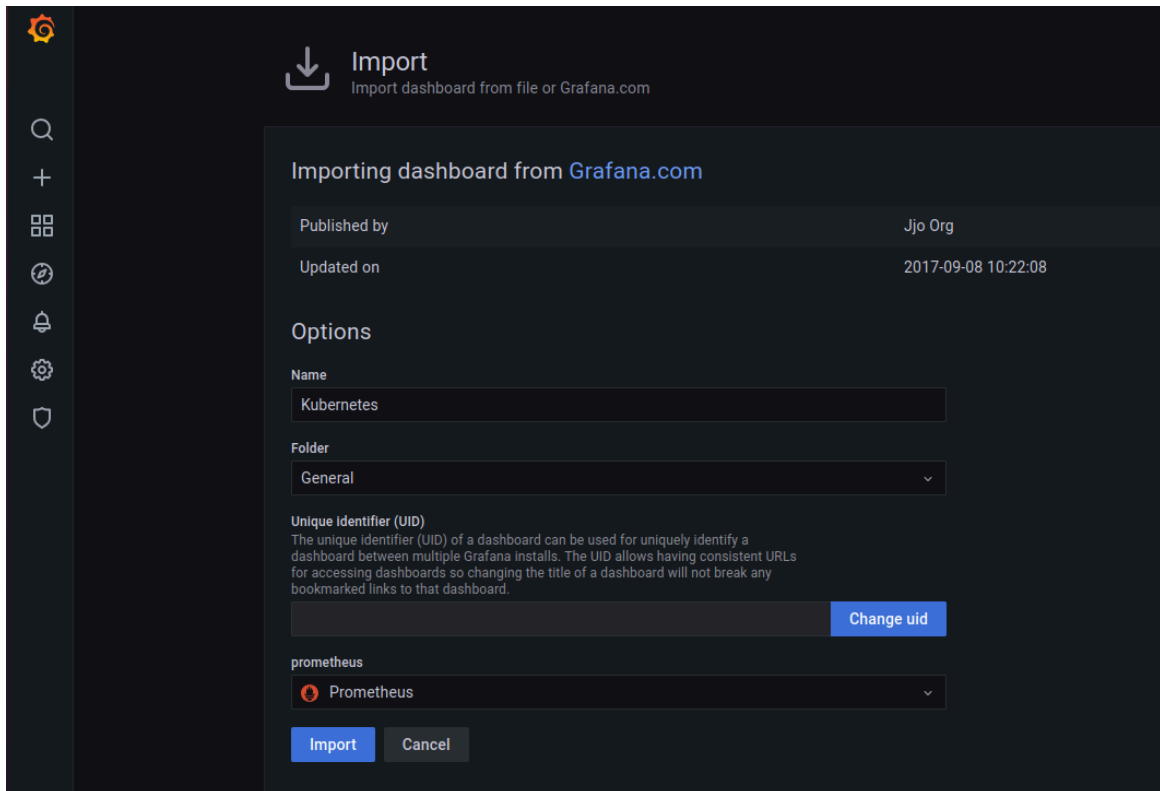 Import
Import dashboard from file or Grafana.com
Importing dashboard from Grafana.com
Published by Jjo Org
Updated on 2017-09-08 10:22:08
Options
Name
Kubernetes
Folder
General
Unique identifier (UID)
The unique identifier (UID) of a dashboard can be used for uniquely identify a
dashboard between multiple Grafana installs. The UID allows having consistent URLs
for accessing dashboards so changing the title of a dashboard will not break any
bookmarked links to that dashboard.
Change uid
prometheus
Prometheus
Import Cancel